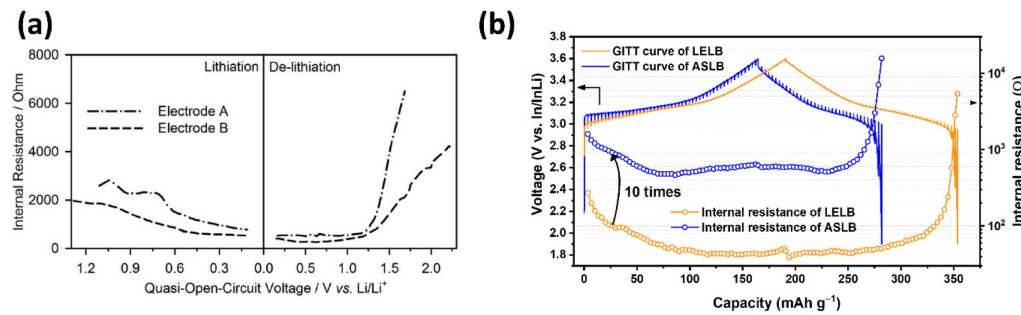 (a)
Internal Resistance / Ohm
8000
6000
4000
2000
0
Lithiation
De-lithiation
Electrode A
Electrode B
1.2 0.9 0.6 0.3 0.0 0.5 1.0 1.5 2.0
Quasi-Open-Circuit Voltage / V vs. Li/Li⁺
(b)
Voltage (V vs. In/InLi)
3.6
3.4
3.2
3.0
2.8
2.6
2.4
2.2
2.0
1.8
GITT curve of LELB
GITT curve of ASLB
10 times
Internal resistance of LELB
Internal resistance of ASLB
10⁴
10³
10²
Internal resistance (Ω)
0 50 100 150 200 250 300 350
Capacity (mAh g⁻¹)